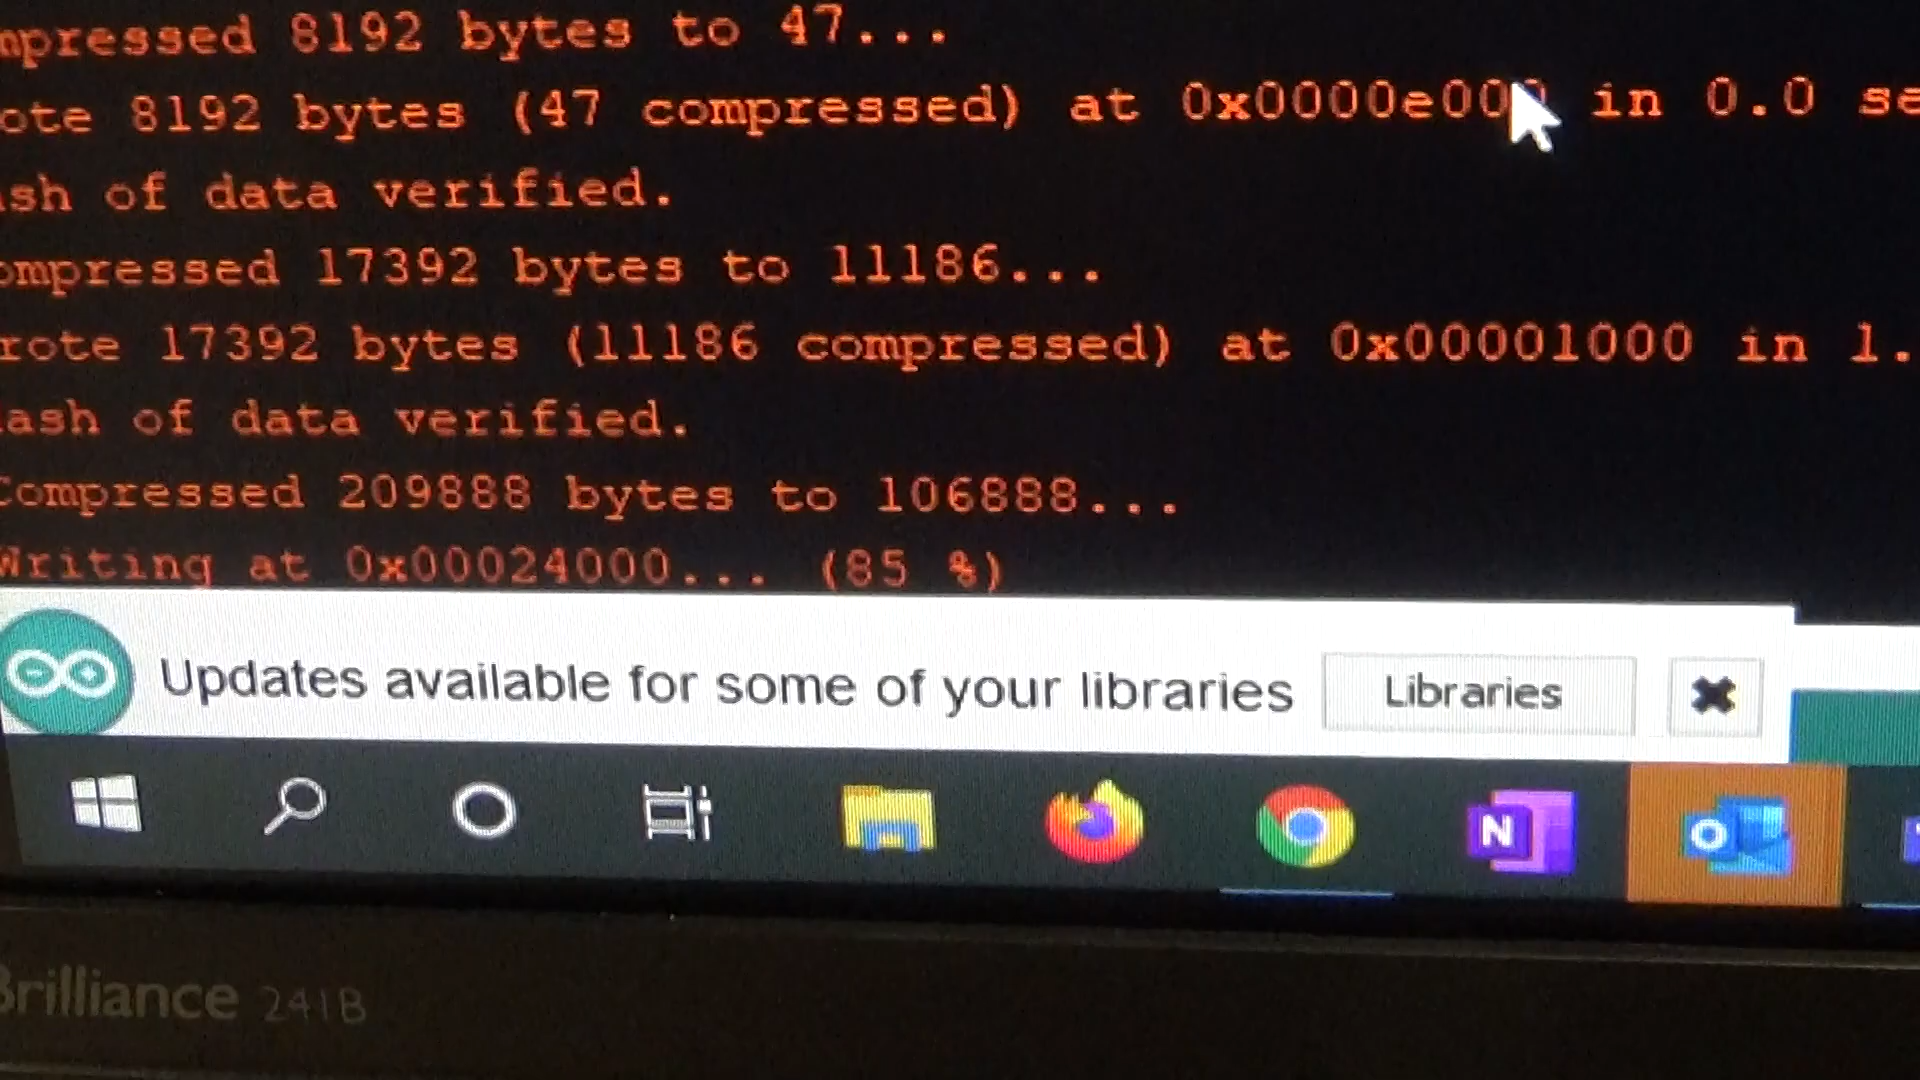 mpressed 8192 bytes to 47...
ote 8192 bytes (47 compressed) at 0x0000e000 in 0.0 se
ash of data verified.
ompressed 17392 bytes to 11186...
rote 17392 bytes (11186 compressed) at 0x00001000 in 1.
ash of data verified.
Compressed 209888 bytes to 106888...
Writing at 0x00024000... (85 %)
Updates available for some of your libraries Libraries
N
Brilliance 241B